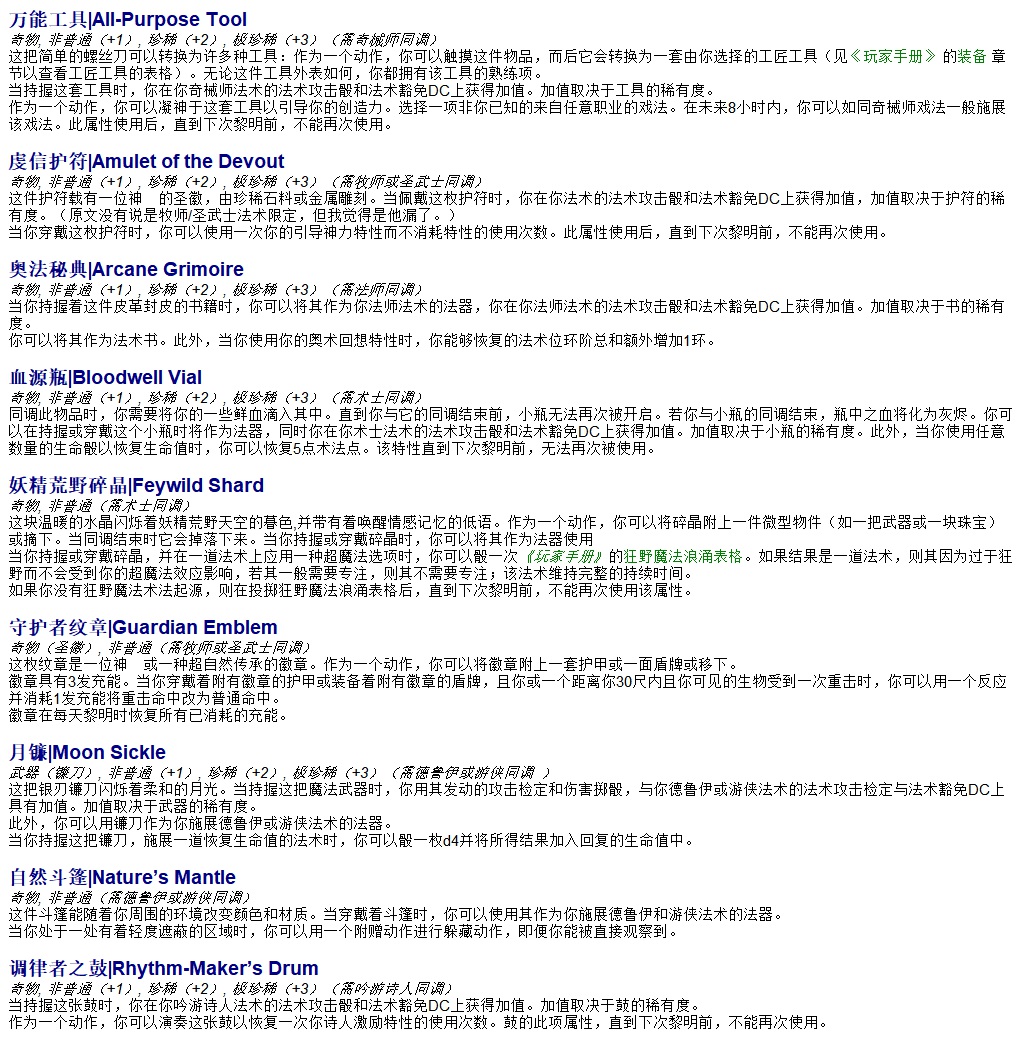 万能工具|All-Purpose Tool
奇物, 非普通（+1）, 珍稀（+2）, 极珍稀（+3）（需奇械师同调）
这把简单的螺丝刀可以转换为许多种工具：作为一个动作，你可以触摸这件物品，而后它会转换为一套由你选择的工匠工具（见《玩家手册》的装备 章
节以查看工匠工具的表格）。无论这件工具外表如何，你都拥有该工具的熟练项。
当持握这套工具时，你在你奇械师法术的法术攻击骰和法术豁免DC上获得加值。加值取决于工具的稀有度。
作为一个动作，你可以凝神于这套工具以引导你的创造力。选择一项非你已知的来自任意职业的戏法。在未来8小时内，你可以如同奇械师戏法一般施展
该戏法。此属性使用后，直到下次黎明前，不能再次使用。
虔信护符|Amulet of the Devout
奇物, 非普通（+1）, 珍稀（+2）, 极珍稀（+3）（需牧师或圣武士同调）
这件护符载有一位神　的圣徽，由珍稀石料或金属雕刻。当佩戴这枚护符时，你在你法术的法术攻击骰和法术豁免DC上获得加值，加值取决于护符的稀
有度。（原文没有说是牧师/圣武士法术限定，但我觉得是他漏了。）
当你穿戴这枚护符时，你可以使用一次你的引导神力特性而不消耗特性的使用次数。此属性使用后，直到下次黎明前，不能再次使用。
奥法秘典|Arcane Grimoire
奇物, 非普通（+1）, 珍稀（+2）, 极珍稀（+3）（需法师同调）
当你持握着这件皮革封皮的书籍时，你可以将其作为你法师法术的法器，你在你法师法术的法术攻击骰和法术豁免DC上获得加值。加值取决于书的稀有
度。
你可以将其作为法术书。此外，当你使用你的奥术回想特性时，你能够恢复的法术位环阶总和额外增加1环。
血源瓶|Bloodwell Vial
奇物, 非普通（+1）, 珍稀（+2）, 极珍稀（+3）（需术士同调）
同调此物品时，你需要将你的一些鲜血滴入其中。直到你与它的同调结束前，小瓶无法再次被开启。若你与小瓶的同调结束，瓶中之血将化为灰烬。你可
以在持握或穿戴这个小瓶时将作为法器，同时你在你术士法术的法术攻击骰和法术豁免DC上获得加值。加值取决于小瓶的稀有度。此外，当你使用任意
数量的生命骰以恢复生命值时，你可以恢复5点术法点。该特性直到下次黎明前，无法再次被使用。
妖精荒野碎晶|Feywild Shard
奇物, 非普通（需术士同调）
这块温暖的水晶闪烁着妖精荒野天空的暮色,并带有着唤醒情感记忆的低语。作为一个动作，你可以将碎晶附上一件微型物件（如一把武器或一块珠宝）
或摘下。当同调结束时它会掉落下来。当你持握或穿戴碎晶时，你可以将其作为法器使用
当你持握或穿戴碎晶，并在一道法术上应用一种超魔法选项时，你可以骰一次《玩家手册》的狂野魔法浪涌表格。如果结果是一道法术，则其因为过于狂
野而不会受到你的超魔法效应影响，若其一般需要专注，则其不需要专注；该法术维持完整的持续时间。
如果你没有狂野魔法术法起源，则在投掷狂野魔法浪涌表格后，直到下次黎明前，不能再次使用该属性。
守护者纹章|Guardian Emblem
奇物（圣徽）, 非普通（需牧师或圣武士同调）
这枚纹章是一位神　或一种超自然传承的徽章。作为一个动作，你可以将徽章附上一套护甲或一面盾牌或移下。
徽章具有3发充能。当你穿戴着附有徽章的护甲或装备着附有徽章的盾牌，且你或一个距离你30尺内且你可见的生物受到一次重击时，你可以用一个反应
并消耗1发充能将重击命中改为普通命中。
徽章在每天黎明时恢复所有已消耗的充能。
月镰|Moon Sickle
武器（镰刀）, 非普通（+1）, 珍稀（+2）, 极珍稀（+3）（需德鲁伊或游侠同调 ）
这把银刃镰刀闪烁着柔和的月光。当持握这把魔法武器时，你用其发动的攻击检定和伤害掷骰，与你德鲁伊或游侠法术的法术攻击检定与法术豁免DC上
具有加值。加值取决于武器的稀有度。
此外，你可以用镰刀作为你施展德鲁伊或游侠法术的法器。
当你持握这把镰刀，施展一道恢复生命值的法术时，你可以骰一枚d4并将所得结果加入回复的生命值中。
自然斗篷|Nature’s Mantle
奇物, 非普通（需德鲁伊或游侠同调）
这件斗篷能随着你周围的环境改变颜色和材质。当穿戴着斗篷时，你可以使用其作为你施展德鲁伊和游侠法术的法器。
当你处于一处有着轻度遮蔽的区域时，你可以用一个附赠动作进行躲藏动作，即便你能被直接观察到。
调律者之鼓|Rhythm-Maker’s Drum
奇物, 非普通（+1）, 珍稀（+2）, 极珍稀（+3）（需吟游诗人同调）
当持握这张鼓时，你在你吟游诗人法术的法术攻击骰和法术豁免DC上获得加值。加值取决于鼓的稀有度。
作为一个动作，你可以演奏这张鼓以恢复一次你诗人激励特性的使用次数。鼓的此项属性，直到下次黎明前，不能再次使用。